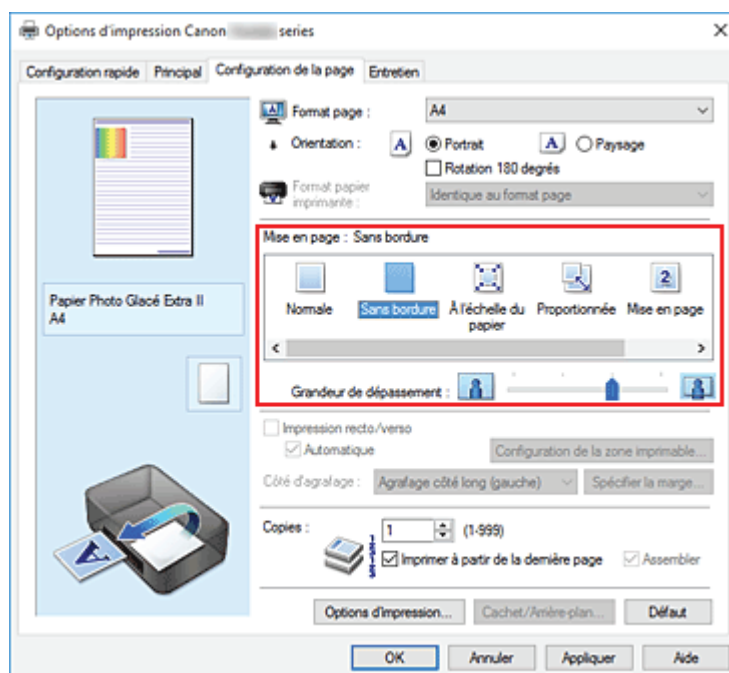 Options d'impression Canon series
Configuration rapide Principal Configuration de la page Entretien
Format page : A4
Orientation : A Portrait A Paysage
Rotation 180 degrés
Format papier imprimante : Identique au format page
Mise en page : Sans bordure
Normale Sans bordure À l'échelle du papier Proportionnée 2 Mise en page
Papier Photo Glacé Extra II
A4
Grandeur de dépassement :
Impression recto/verso
Automatique Configuration de la zone imprimable...
Côté d'agrafage : Agrafage côté long (gauche) Spécifier la marge...
Copies : 1 (1-999)
Imprimer à partir de la dernière page Assembler
A
Options d'impression... Cachet/Arrière-plan... Défaut
OK Annuler Appliquer Aide